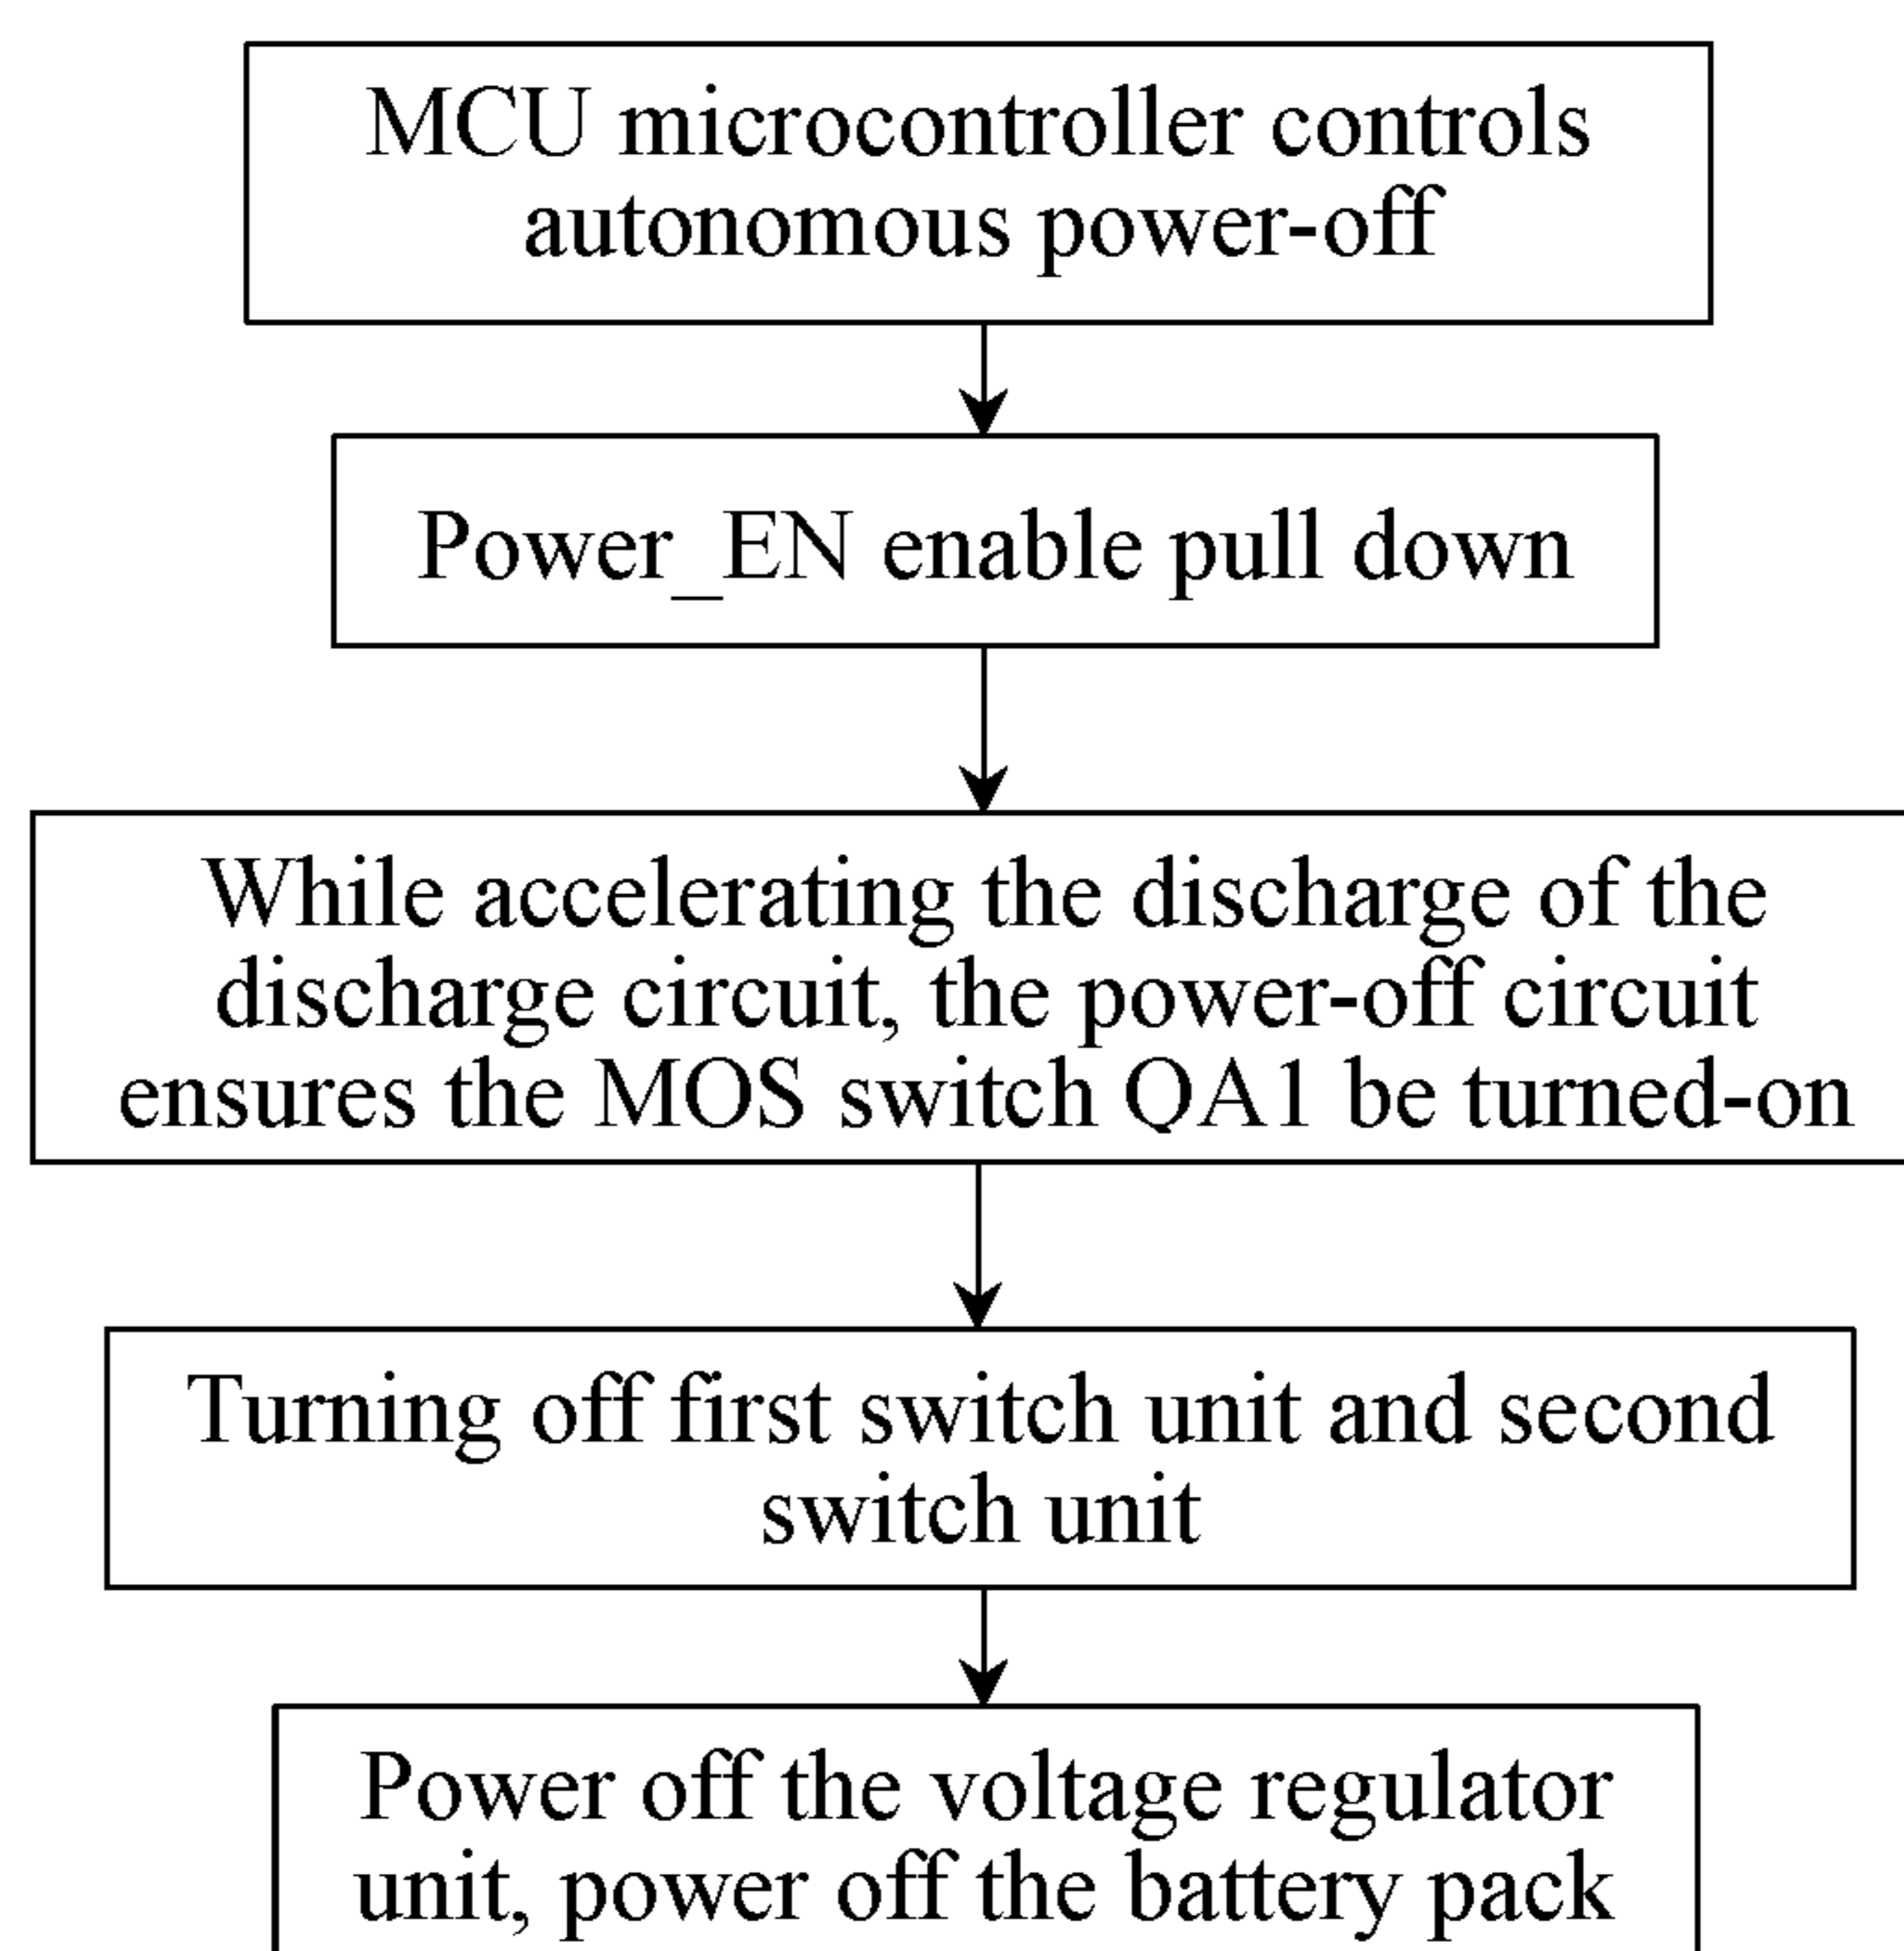 MCU microcontroller controls
autonomous power-off
Power_EN enable pull down
While accelerating the discharge of the
discharge circuit, the power-off circuit
ensures the MOS switch QA1 be turned-on
Turning off first switch unit and second
switch unit
Power off the voltage regulator
unit, power off the battery pack